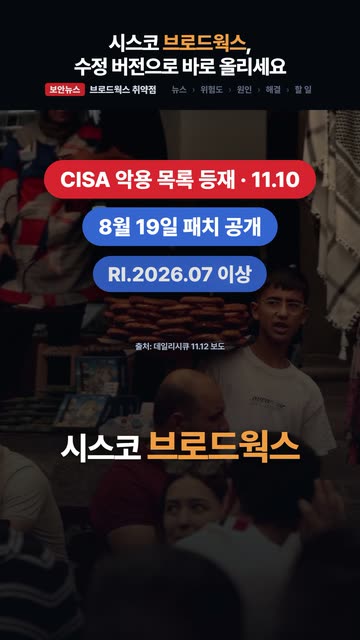 시스코 브로드웍스,
수정 버전으로 바로 올리세요
보안뉴스 브로드웍스 취약점 뉴스 › 위험도 › 원인 › 해결 › 할 일
CISA 악용 목록 등재 · 11.10
8월 19일 패치 공개
RI.2026.07 이상
출처: 데일리시큐 11.12 보도
시스코 브로드웍스